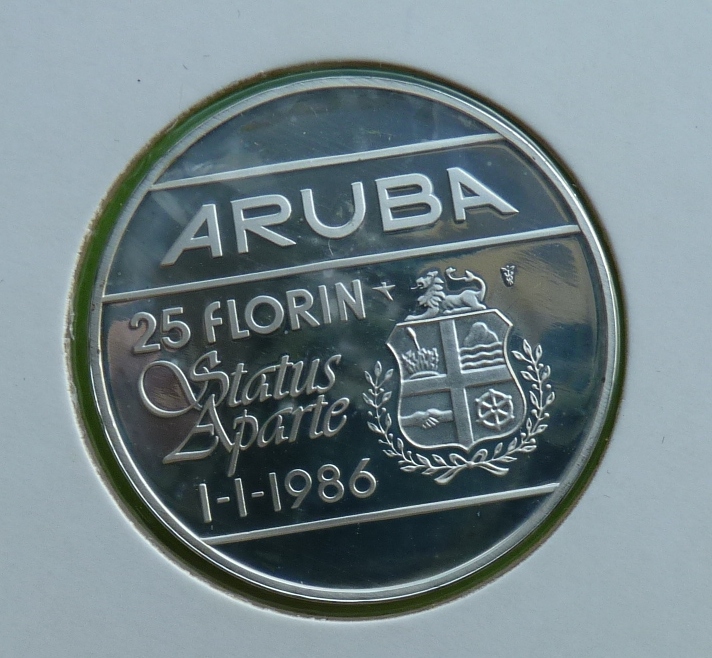 ARUBA
25 FLORIN
Status
Aparte
1-1-1986